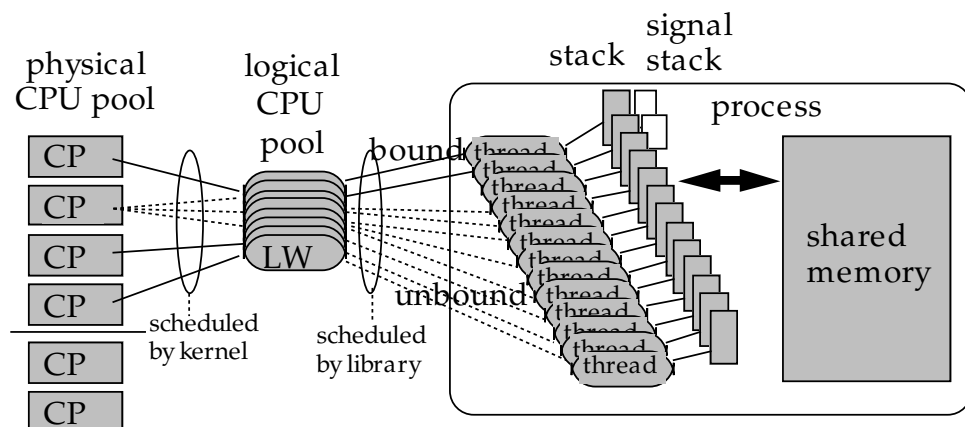 physical
CPU pool
logical
CPU
pool
stack
signal
stack
process
CP
CP
CP
CP
CP
CP
LW
bound
unbound
thread
thread
thread
thread
thread
thread
thread
thread
thread
thread
thread
thread
thread
shared
memory
scheduled
by kernel
scheduled
by library